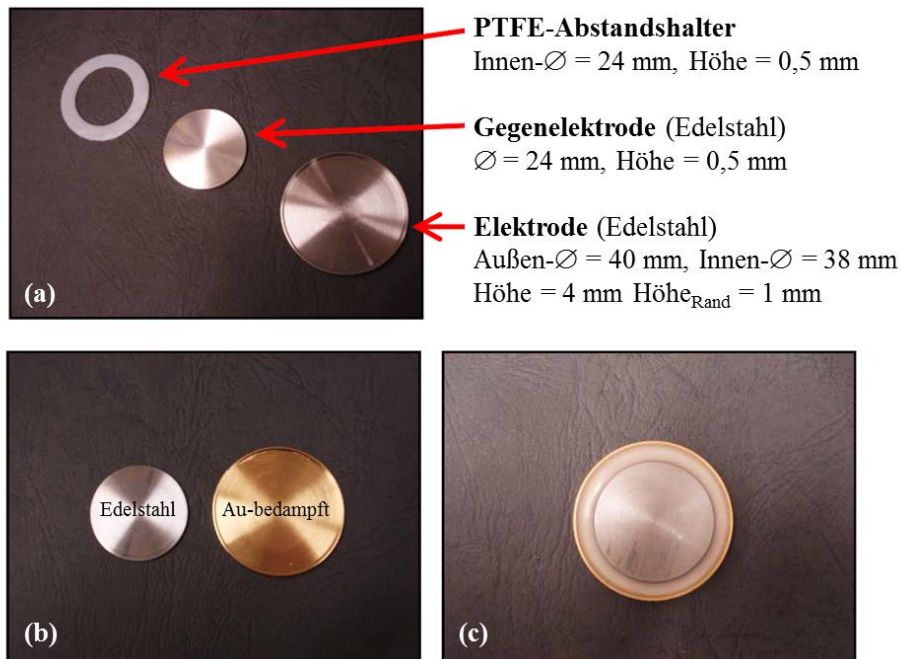 PTFE-Abstandshalter
Innen-∅ = 24 mm, Höhe = 0,5 mm
Gegenelektrode (Edelstahl)
∅ = 24 mm, Höhe = 0,5 mm
Elektrode (Edelstahl)
Außen-∅ = 40 mm, Innen-∅ = 38 mm
Höhe = 4 mm Höhe_Rand = 1 mm
(a)
Edelstahl
Au-bedampft
(b)
(c)